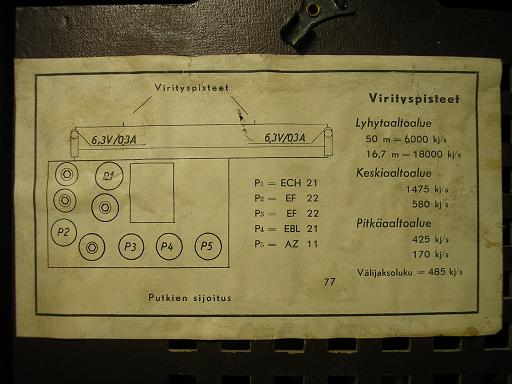 Virityspisteet
6,3V/0,3A
6,3V/0,3A
P1
P2
P3
P4
P5
P1 = ECH 21
P2 = EF 22
P3 = EF 22
P4 = EBL 21
P5 = AZ 11
77
Putkien sijoitus
Virityspisteet
Lyhytaaltoalue
50 m = 6000 kj/s
16,7 m = 18000 kj/s
Keskiaaltoalue
1475 kj/s
580 kj/s
Pitkäaaltoalue
425 kj/s
170 kj/s
Välijaksoluku = 485 kj/s